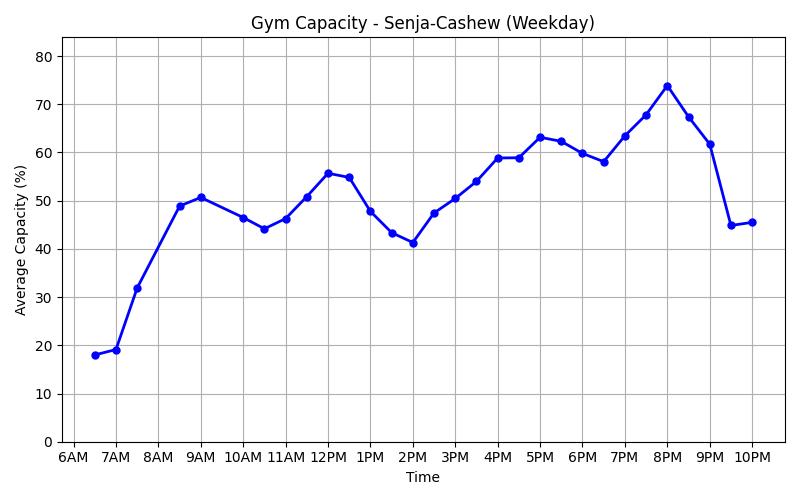 Gym Capacity - Senja-Cashew (Weekday)
80
70
60
50
40
30
20
10
0
Average Capacity (%)
6AM 7AM 8AM 9AM 10AM 11AM 12PM 1PM 2PM 3PM 4PM 5PM 6PM 7PM 8PM 9PM 10PM
Time